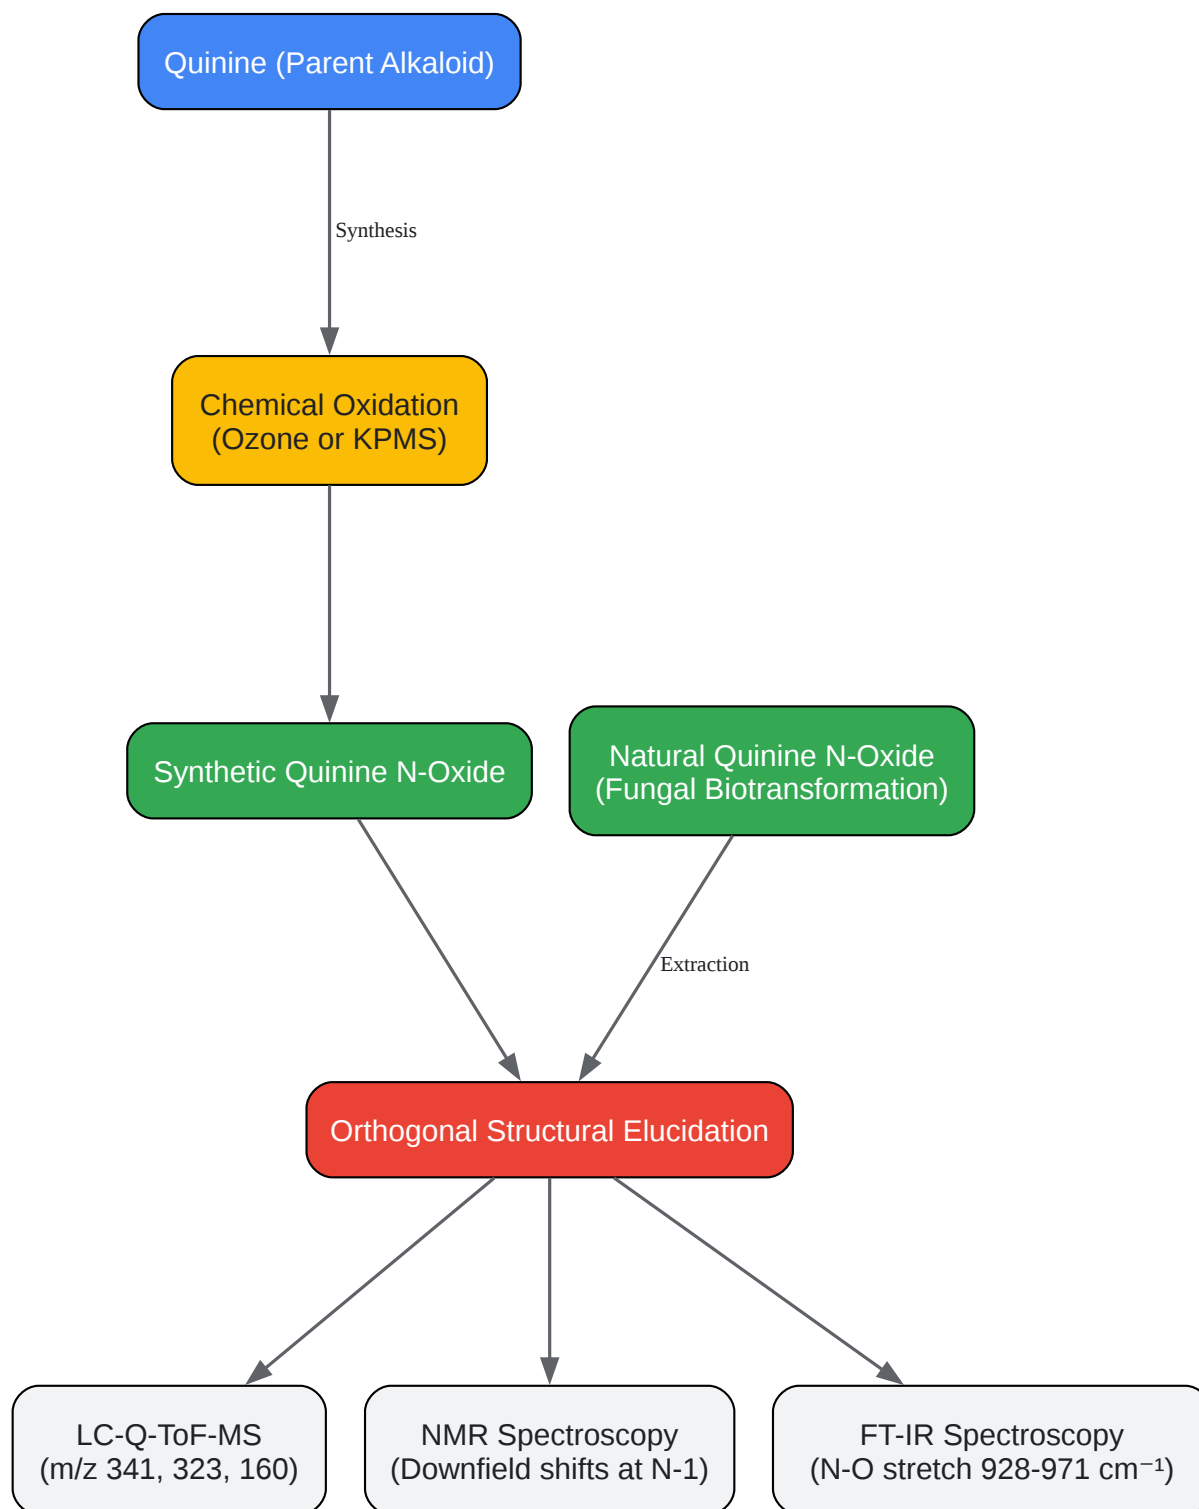 Quinine (Parent Alkaloid)
Synthesis
Chemical Oxidation
(Ozone or KPMS)
Synthetic Quinine N-Oxide
Natural Quinine N-Oxide
(Fungal Biotransformation)
Extraction
Orthogonal Structural Elucidation
LC-Q-ToF-MS
(m/z 341, 323, 160)
NMR Spectroscopy
(Downfield shifts at N-1)
FT-IR Spectroscopy
(N-O stretch 928-971 cm⁻¹)